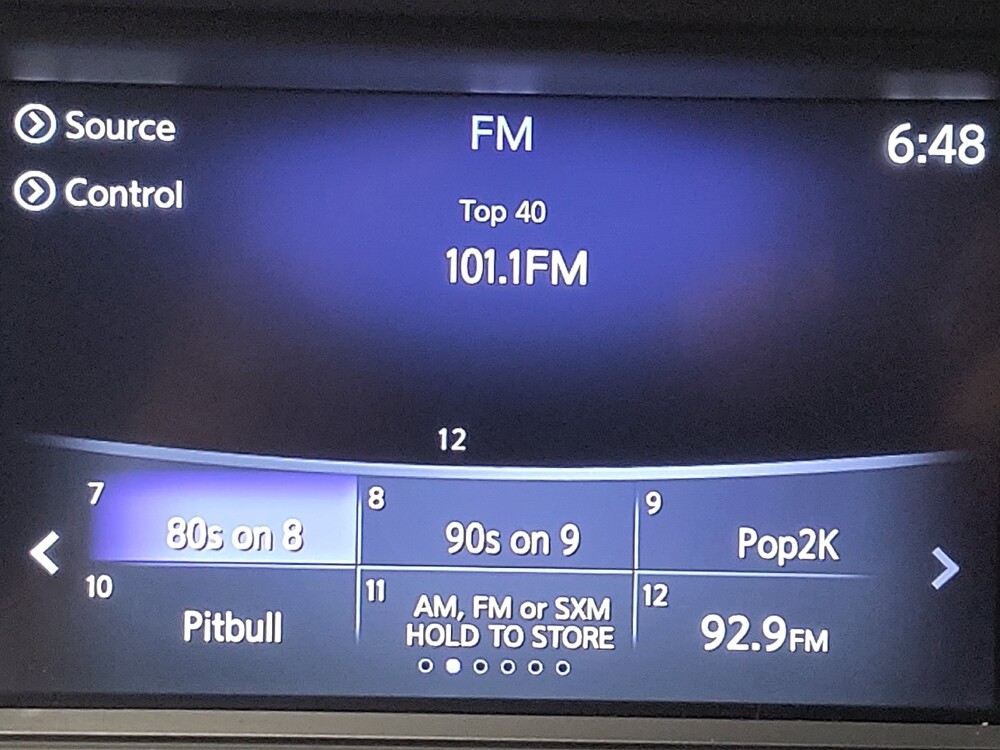 Source
FM
6:48
Control
Top 40
101.1FM
12
7
80s on 8
8
90s on 9
9
Pop2K
10
Pitbull
11
AM, FM or SXM
HOLD TO STORE
12
92.9FM